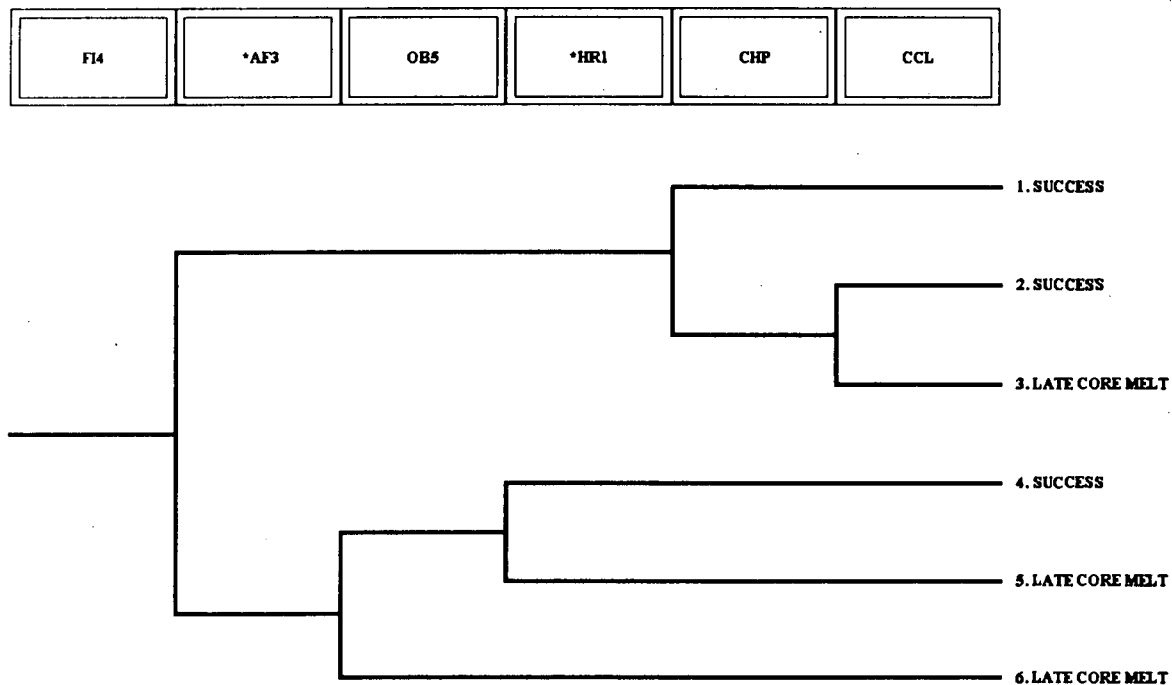 FI4 *AF3 OB5 *HR1 CHP CCL
1. SUCCESS
2. SUCCESS
3. LATE CORE MELT
4. SUCCESS
5. LATE CORE MELT
6. LATE CORE MELT